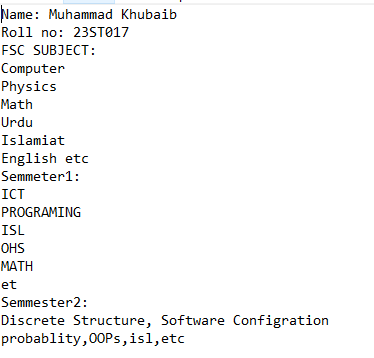 Name: Muhammad Khubaib
Roll no: 23ST017
FSC SUBJECT:
Computer
Physics
Math
Urdu
Islamiat
English etc
Semmeter1:
ICT
PROGRAMING
ISL
OHS
MATH
et
Semmester2:
Discrete Structure, Software Configration
probablity,OOPs,isl,etc